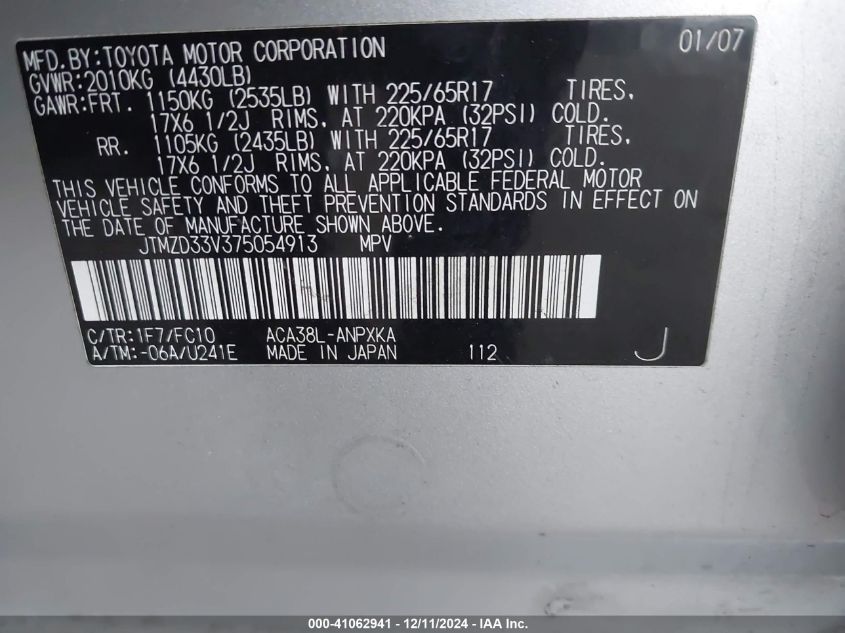 MFD.BY:TOYOTA MOTOR CORPORATION 01/07
GVWR:2010KG (4430LB)
GAWR:FRT. 1150KG (2535LB) WITH 225/65R17 TIRES,
17X6 1/2J RIMS, AT 220KPA (32PSI) COLD.
RR. 1105KG (2435LB) WITH 225/65R17 TIRES,
17X6 1/2J RIMS, AT 220KPA (32PSI) COLD.
THIS VEHICLE CONFORMS TO ALL APPLICABLE FEDERAL MOTOR
VEHICLE SAFETY AND THEFT PREVENTION STANDARDS IN EFFECT ON
THE DATE OF MANUFACTURE SHOWN ABOVE.
JTMZD33V375054913 MPV
C/TR:1F7/FC10 ACA38L-ANPXKA
A/TM:-06A/U241E MADE IN JAPAN 112 J
000-41062941 - 12/11/2024 - IAA Inc.